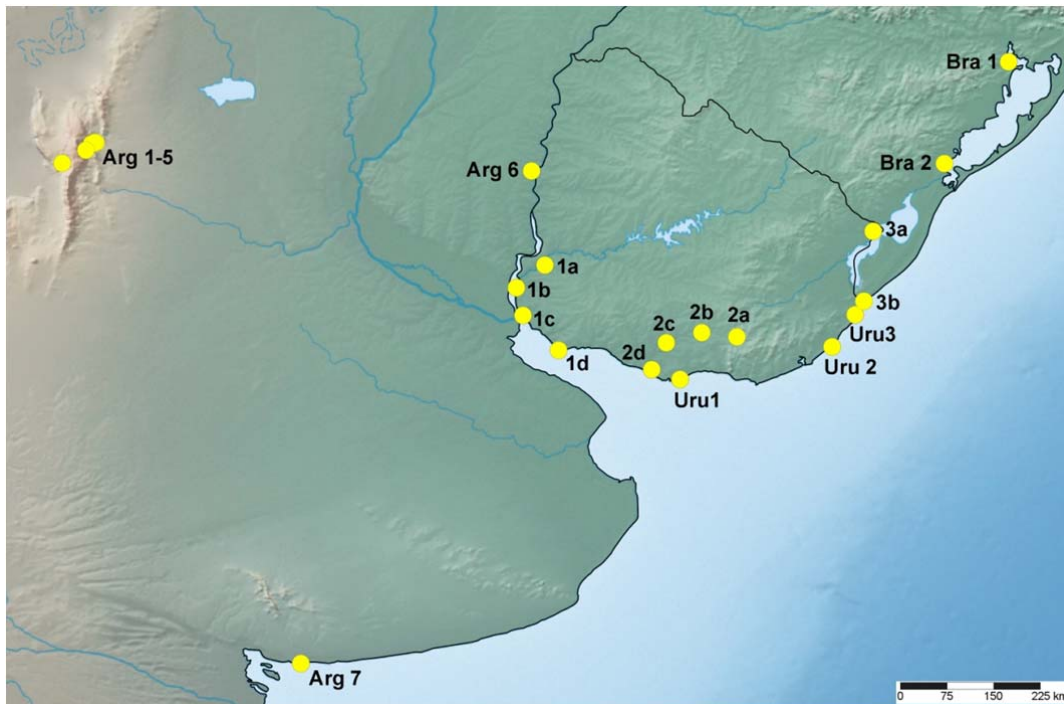 Bra 1
Arg 1-5
Arg 6
Bra 2
3a
1a
1b
3b
1c
2c
2b
2a
Uru3
1d
2d
Uru 2
Uru1
Arg 7
0 75 150 225 km